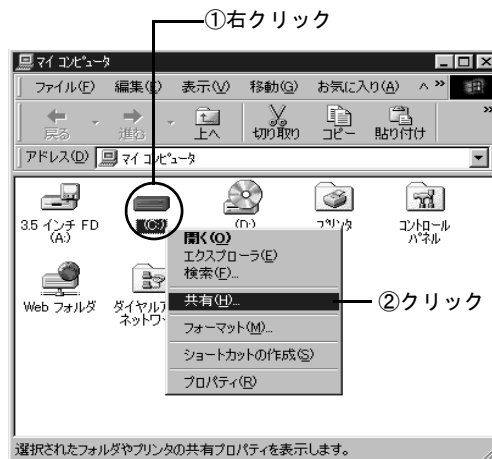 ①右クリック
マイ コンピュータ
ファイル(F) 編集(E) 表示(V) 移動(G) お気に入り(A) ヘ »
戻る 進む 上へ 切り取り コピー 貼り付け »
アドレス(D) マイ コンピュータ
3.5 インチ FD (A:)
(C:)
(D:)
プリンタ
コントロール パネル
Web フォルダ
ダイヤルア ネットワー
開く(O)
エクスプローラ(E)
検索(F)...
共有(H)...
②クリック
フォーマット(M)...
ショートカットの作成(S)
プロパティ(R)
選択されたフォルダやプリンタの共有プロパティを表示します。